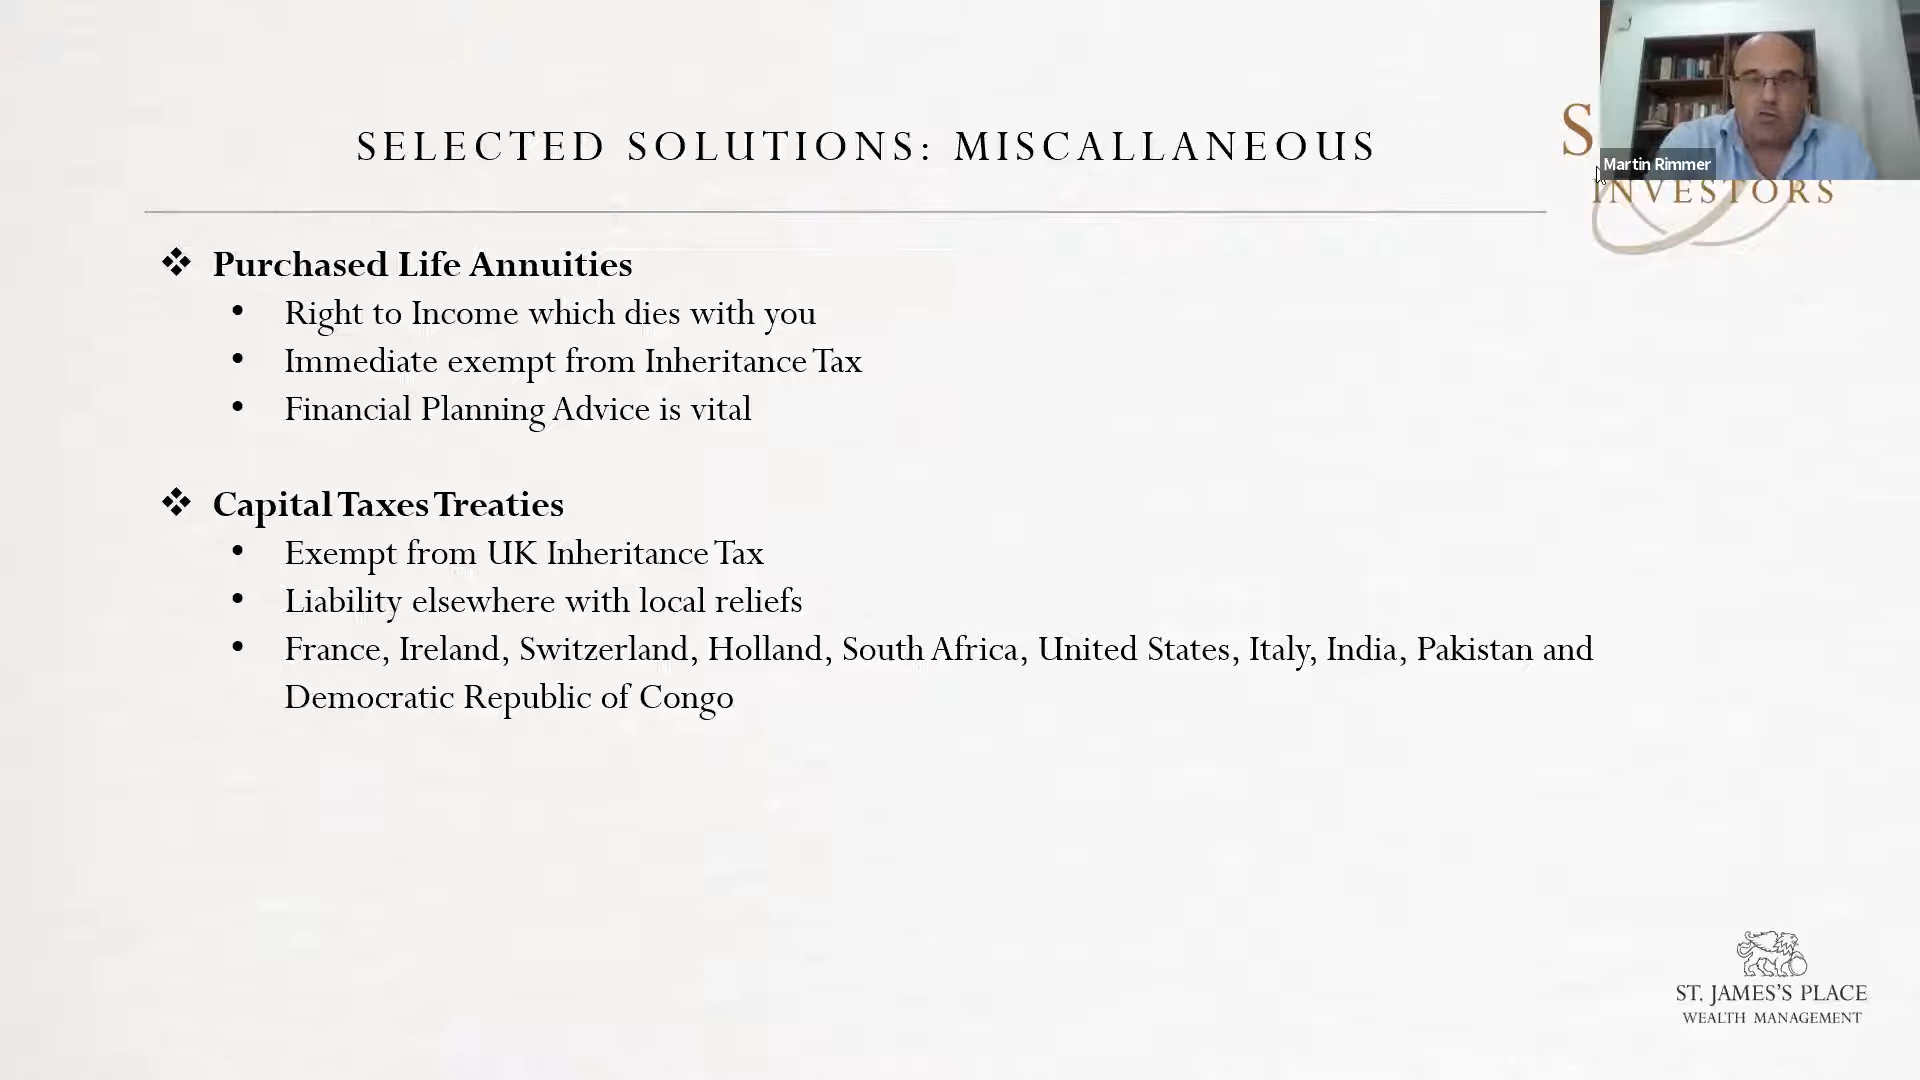 SELECTED SOLUTIONS: MISCALLANEOUS
Martin Rimmer
INVESTORS
❖ Purchased Life Annuities
• Right to Income which dies with you
• Immediate exempt from Inheritance Tax
• Financial Planning Advice is vital
❖ Capital Taxes Treaties
• Exempt from UK Inheritance Tax
• Liability elsewhere with local reliefs
• France, Ireland, Switzerland, Holland, South Africa, United States, Italy, India, Pakistan and
Democratic Republic of Congo
ST. JAMES'S PLACE
WEALTH MANAGEMENT